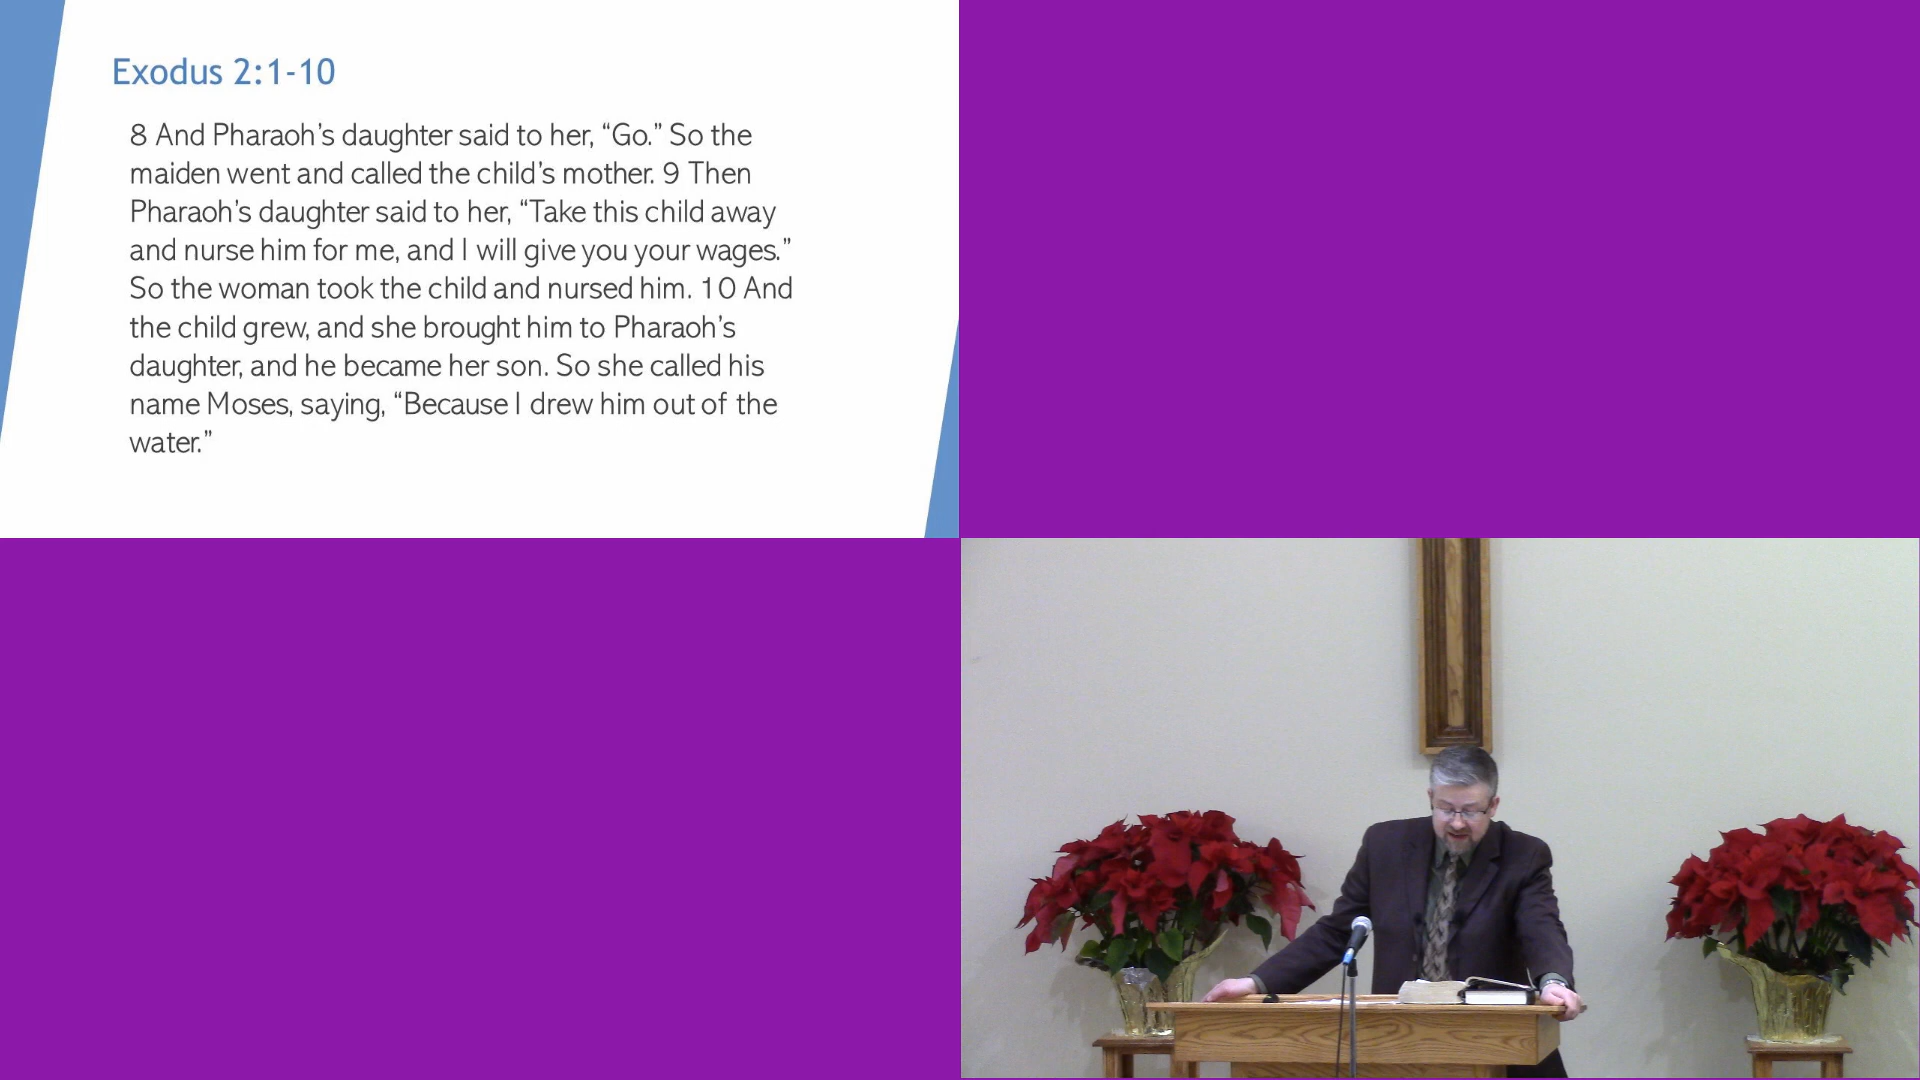 Exodus 2:1-10
8 And Pharaoh’s daughter said to her, “Go.” So the
maiden went and called the child’s mother. 9 Then
Pharaoh’s daughter said to her, “Take this child away
and nurse him for me, and I will give you your wages.”
So the woman took the child and nursed him. 10 And
the child grew, and she brought him to Pharaoh’s
daughter, and he became her son. So she called his
name Moses, saying, “Because I drew him out of the
water.”